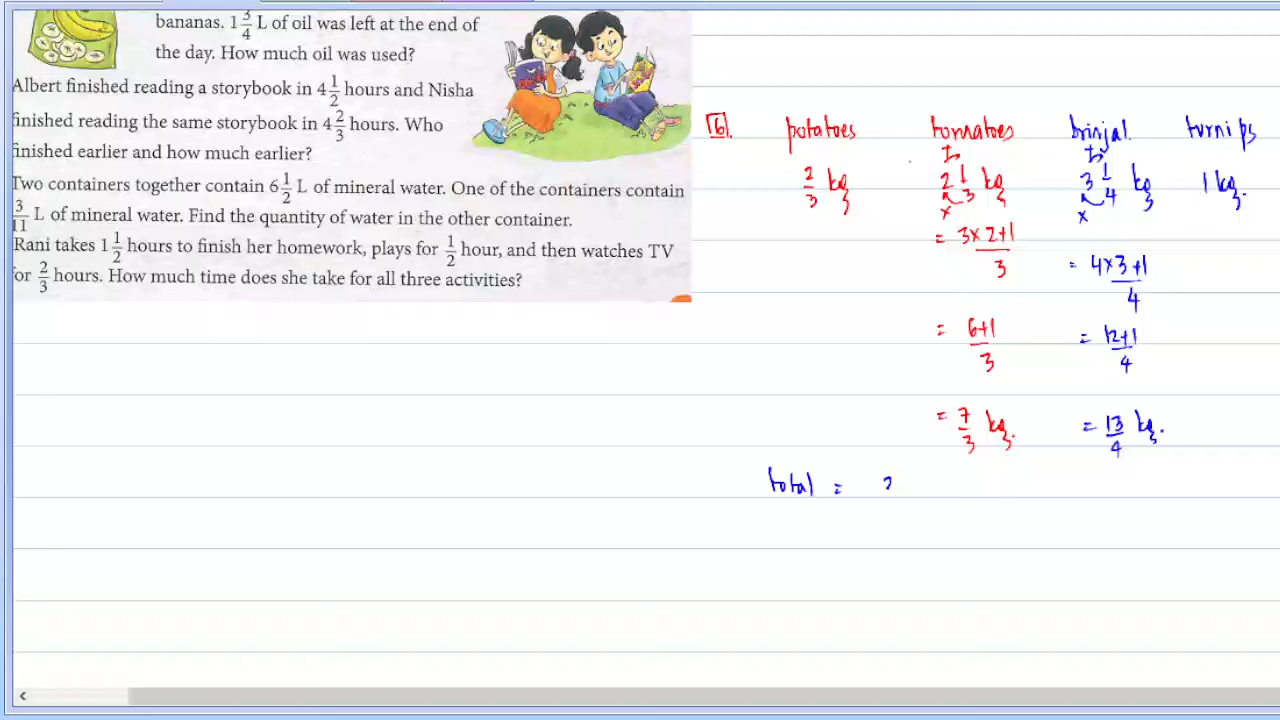 bananas. 1 3/4 L of oil was left at the end of
the day. How much oil was used?
Albert finished reading a storybook in 4 1/2 hours and Nisha
finished reading the same storybook in 4 2/3 hours. Who
finished earlier and how much earlier?
Two containers together contain 6 1/2 L of mineral water. One of the containers contain
3/11 L of mineral water. Find the quantity of water in the other container.
Rani takes 1 1/2 hours to finish her homework, plays for 1/2 hour, and then watches TV
for 2/3 hours. How much time does she take for all three activities?
6. potatoes tomatoes brinjal turnips
2/3 kg 2 1/3 kg 3 1/4 kg 1 kg.
= 3×2+1/3 = 4×3+1/4
= 6+1/3 = 12+1/4
= 7/3 kg. = 13/4 kg.
total = 2